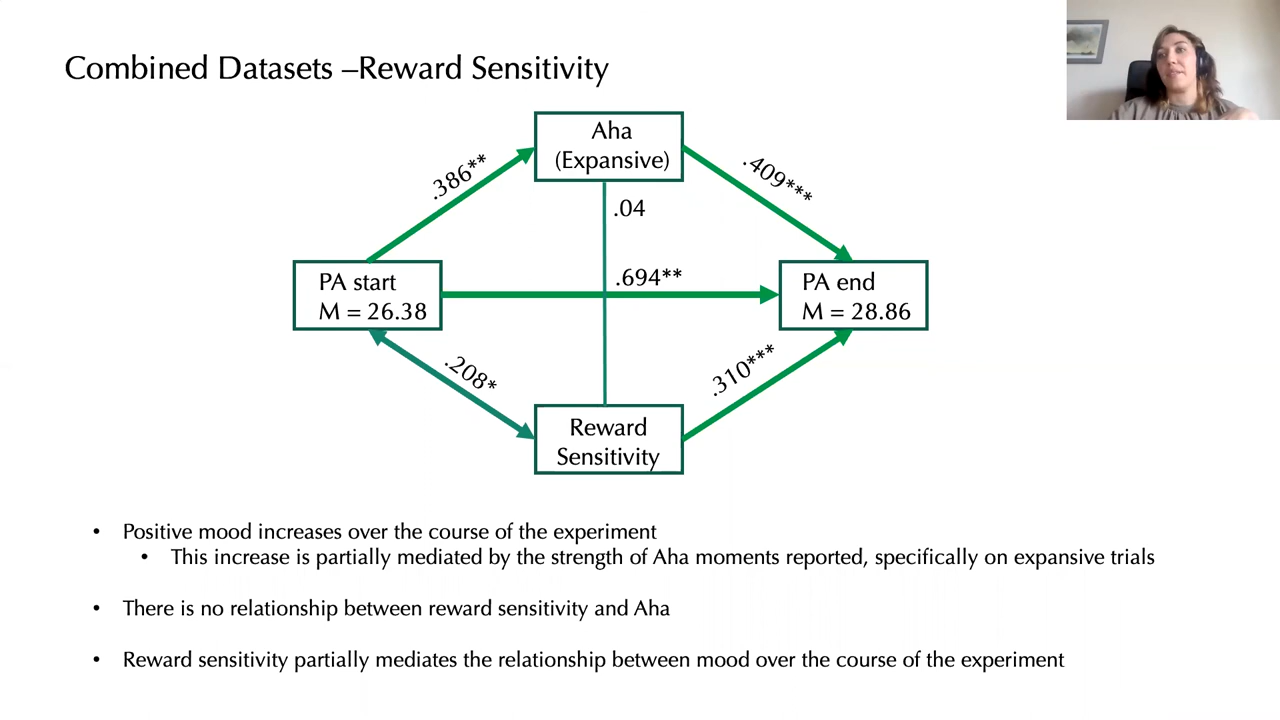 Combined Datasets –Reward Sensitivity
Aha
(Expansive)
.386**
.409***
.04
PA start
M = 26.38
.694**
PA end
M = 28.86
.208*
.310***
Reward
Sensitivity
• Positive mood increases over the course of the experiment
• This increase is partially mediated by the strength of Aha moments reported, specifically on expansive trials
• There is no relationship between reward sensitivity and Aha
• Reward sensitivity partially mediates the relationship between mood over the course of the experiment